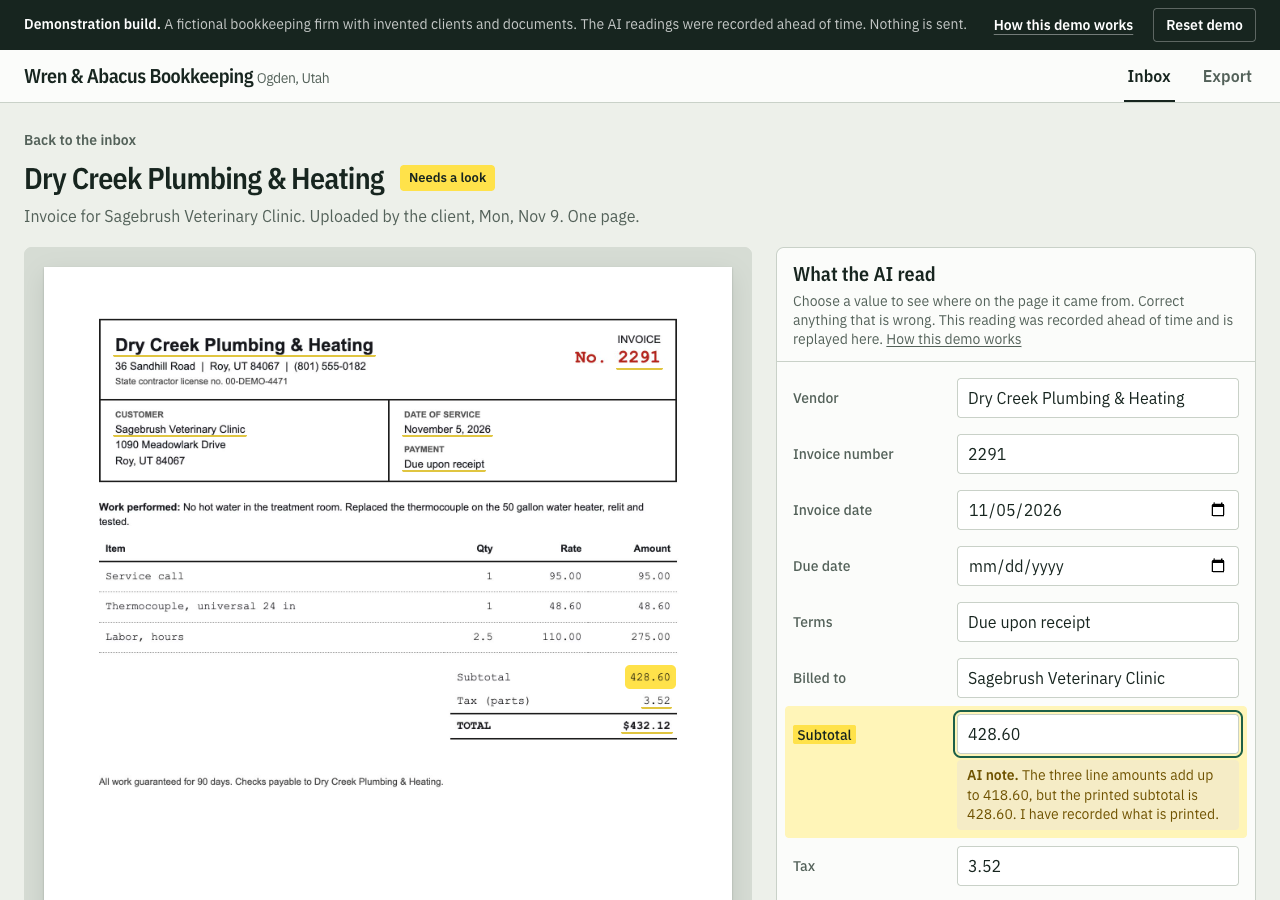 Demonstration build. A fictional bookkeeping firm with invented clients and documents. The AI readings were recorded ahead of time. Nothing is sent.
How this demo works
Reset demo
Wren & Abacus Bookkeeping Ogden, Utah
Inbox
Export
Back to the inbox
Dry Creek Plumbing & Heating
Needs a look
Invoice for Sagebrush Veterinary Clinic. Uploaded by the client, Mon, Nov 9. One page.
Dry Creek Plumbing & Heating
36 Sandhill Road | Roy, UT 84067 | (801) 555-0182
State contractor license no. 00-DEMO-4471
INVOICE
No. 2291
CUSTOMER
Sagebrush Veterinary Clinic
1090 Meadowlark Drive
Roy, UT 84067
DATE OF SERVICE
November 5, 2026
PAYMENT
Due upon receipt
Work performed: No hot water in the treatment room. Replaced the thermocouple on the 50 gallon water heater, relit and
tested.
Item Qty Rate Amount
Service call 1 95.00 95.00
Thermocouple, universal 24 in 1 48.60 48.60
Labor, hours 2.5 110.00 275.00
Subtotal 428.60
Tax (parts) 3.52
TOTAL $432.12
All work guaranteed for 90 days. Checks payable to Dry Creek Plumbing & Heating.
What the AI read
Choose a value to see where on the page it came from. Correct
anything that is wrong. This reading was recorded ahead of time and is
replayed here. How this demo works
Vendor Dry Creek Plumbing & Heating
Invoice number 2291
Invoice date 11/05/2026
Due date mm/dd/yyyy
Terms Due upon receipt
Billed to Sagebrush Veterinary Clinic
Subtotal 428.60
AI note. The three line amounts add up
to 418.60, but the printed subtotal is
428.60. I have recorded what is printed.
Tax 3.52